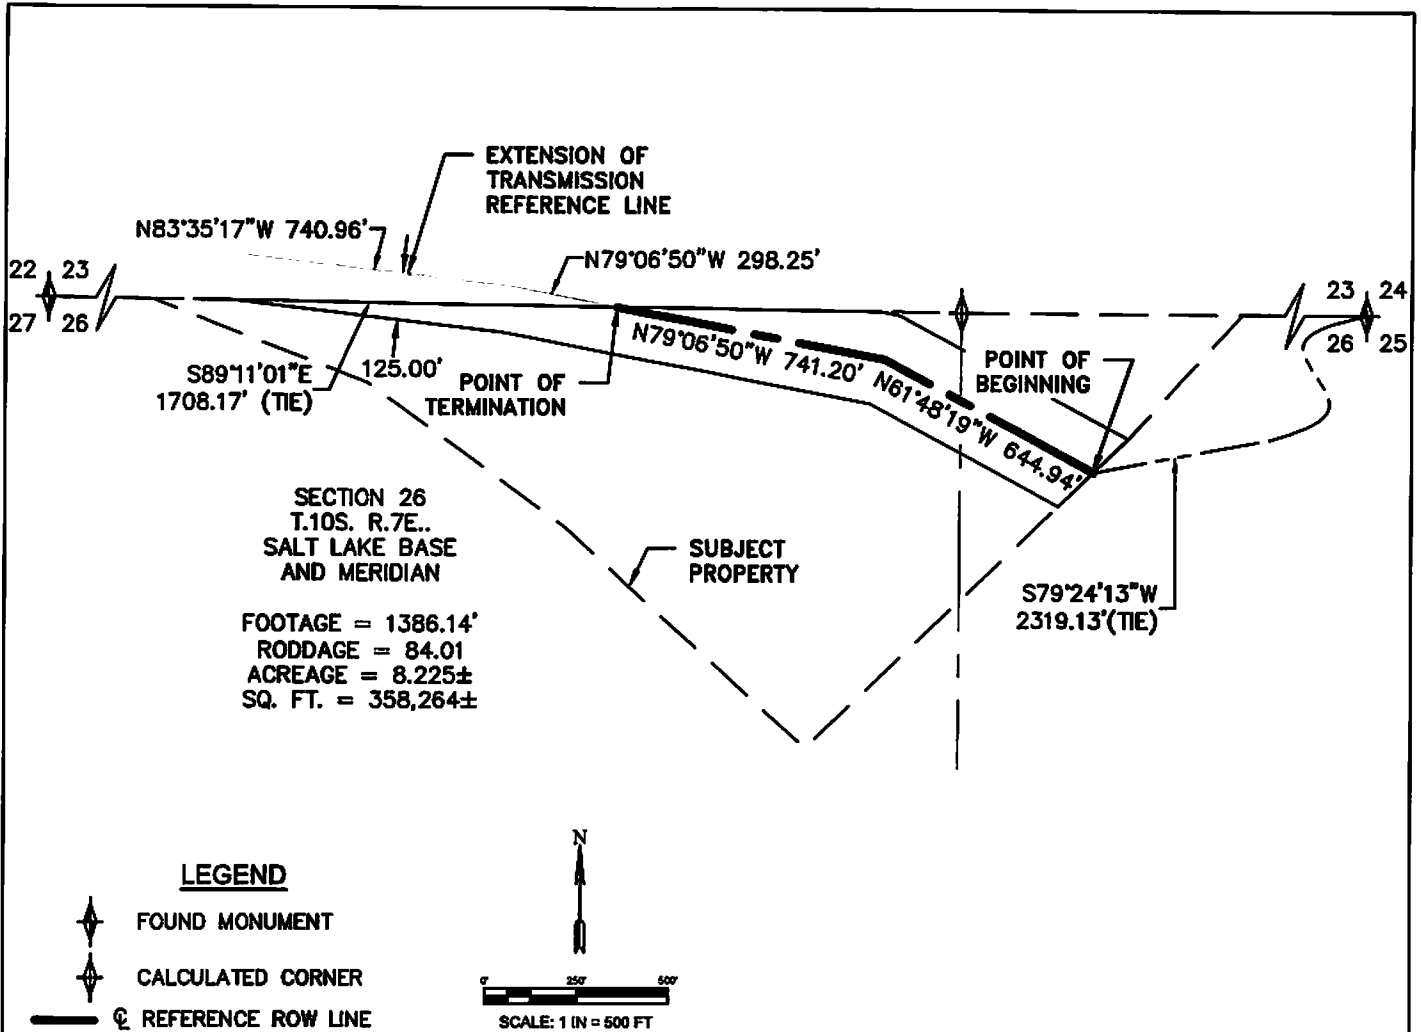 EXTENSION OF
TRANSMISSION
REFERENCE LINE
N83°35'17"W 740.96'
N79°06'50"W 298.25'
22 23
27 26
23 24
26 25
N79°06'50"W 741.20'
N61°48'19"W 644.94'
S89°11'01"E
1708.17' (TIE)
125.00'
POINT OF
TERMINATION
POINT OF
BEGINNING
SECTION 26
T.10S. R.7E..
SALT LAKE BASE
AND MERIDIAN
SUBJECT
PROPERTY
S79°24'13"W
2319.13'(TIE)
FOOTAGE = 1386.14'
RODDAGE = 84.01
ACREAGE = 8.225±
SQ. FT. = 358,264±
N
LEGEND
FOUND MONUMENT
CALCULATED CORNER
℄ REFERENCE ROW LINE
0' 250' 500'
SCALE: 1 IN = 500 FT